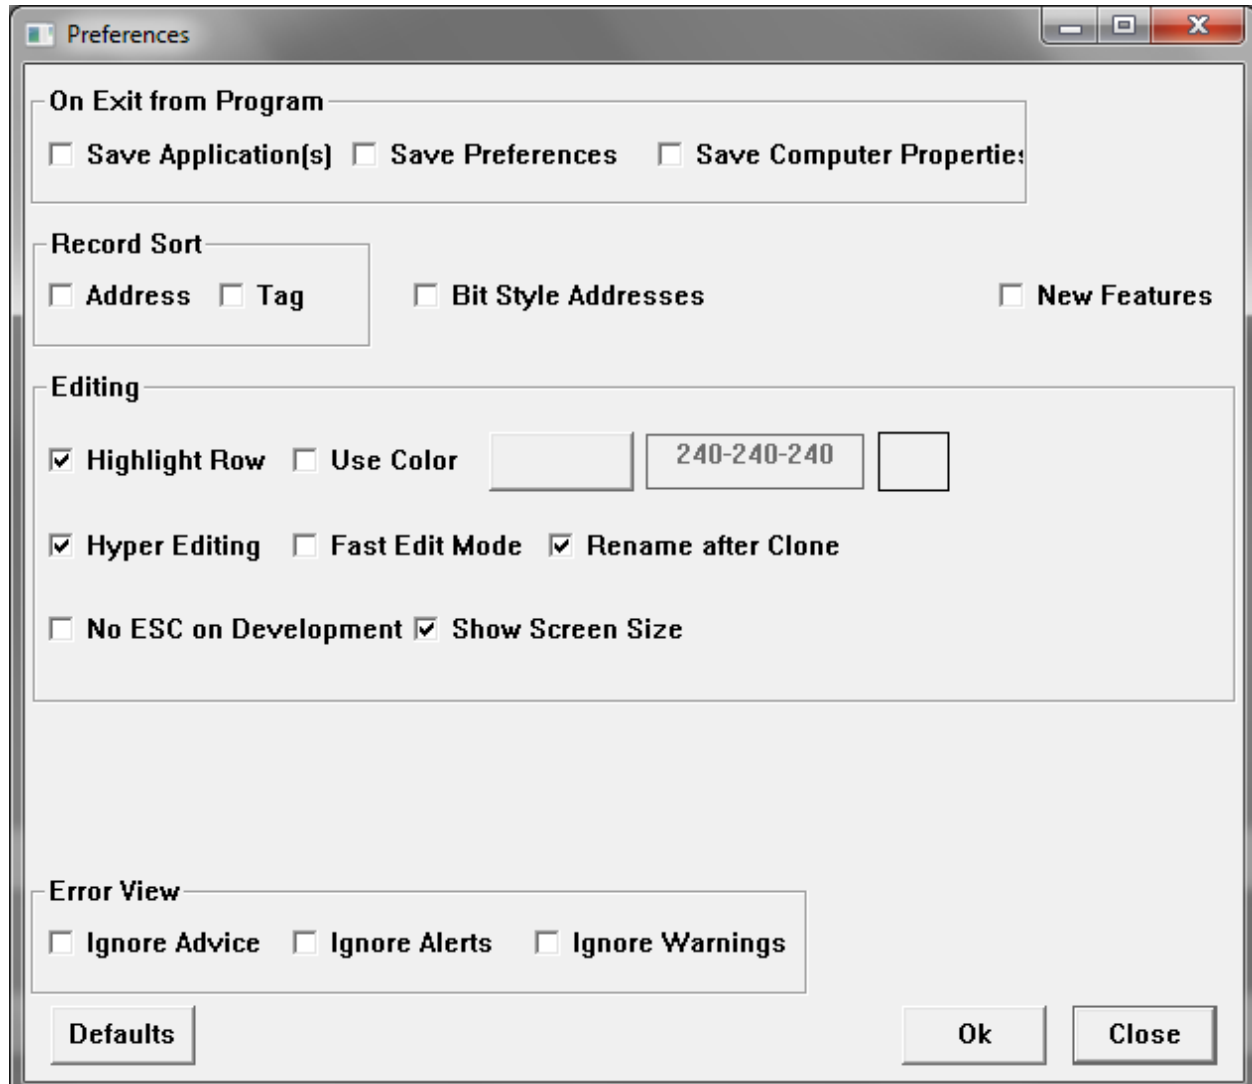 Preferences
On Exit from Program
Save Application(s) Save Preferences Save Computer Properties
Record Sort
Address Tag Bit Style Addresses New Features
Editing
Highlight Row Use Color 240-240-240
Hyper Editing Fast Edit Mode Rename after Clone
No ESC on Development Show Screen Size
Error View
Ignore Advice Ignore Alerts Ignore Warnings
Defaults Ok Close